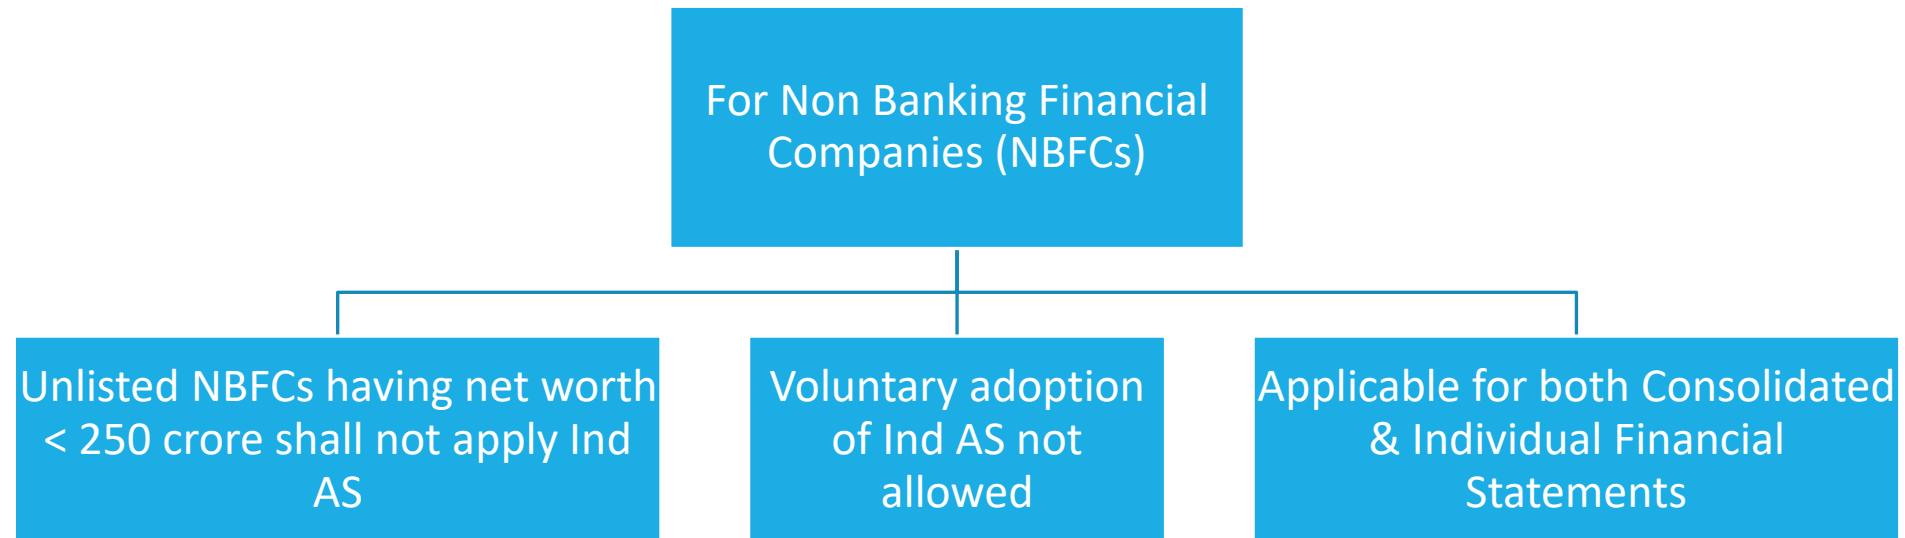 For Non Banking Financial
Companies (NBFCs)
Unlisted NBFCs having net worth
< 250 crore shall not apply Ind
AS
Voluntary adoption
of Ind AS not
allowed
Applicable for both Consolidated
& Individual Financial
Statements